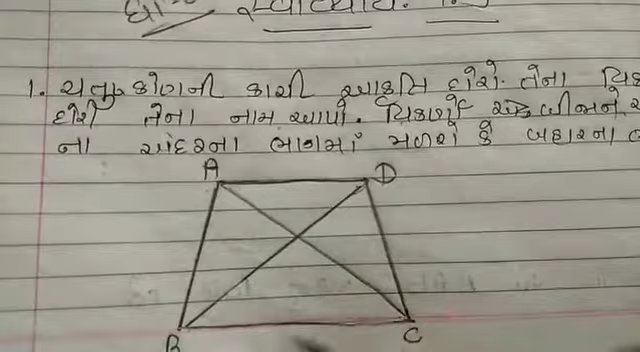 સ્વાધ્યાય.
1. ચતુષ્કોણની કાચી આકૃતિ દોરો. તેના
દોરી તેના નામ આપો. વિકર્ણો
ના અંદરના ભાગમાં મળશે કે બહારના
A D
B C